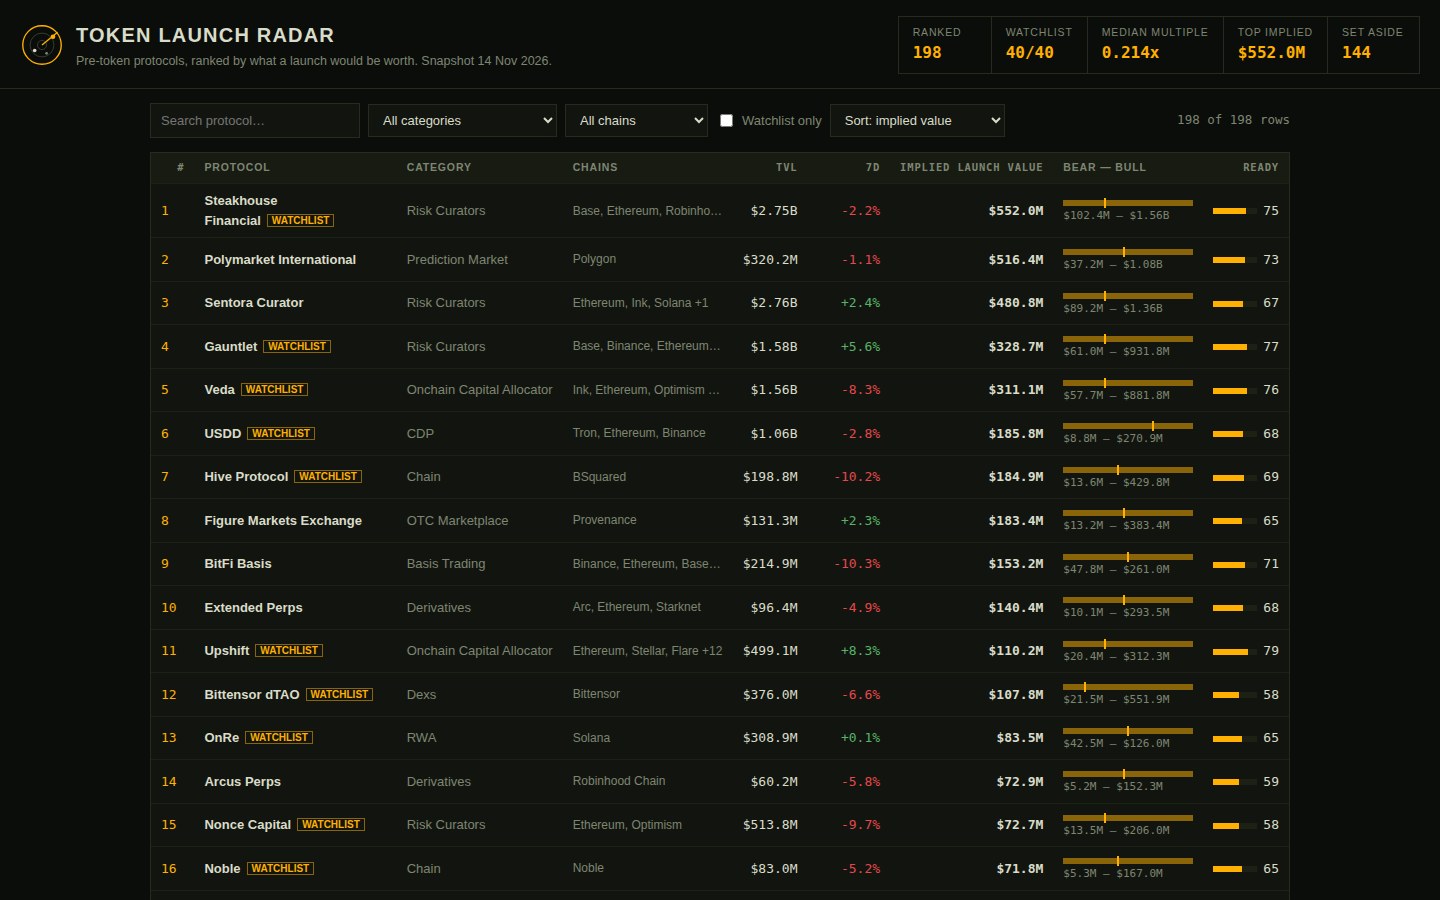 TOKEN LAUNCH RADAR
Pre-token protocols, ranked by what a launch would be worth. Snapshot 14 Nov 2026.
RANKED WATCHLIST MEDIAN MULTIPLE TOP IMPLIED SET ASIDE
198 40/40 0.214x $552.0M 144
Search protocol… All categories All chains Watchlist only Sort: implied value 198 of 198 rows
# PROTOCOL CATEGORY CHAINS TVL 7D IMPLIED LAUNCH VALUE BEAR — BULL READY
1 Steakhouse Financial WATCHLIST Risk Curators Base, Ethereum, Robinho… $2.75B -2.2% $552.0M $102.4M — $1.56B 75
2 Polymarket International Prediction Market Polygon $320.2M -1.1% $516.4M $37.2M — $1.08B 73
3 Sentora Curator Risk Curators Ethereum, Ink, Solana +1 $2.76B +2.4% $480.8M $89.2M — $1.36B 67
4 Gauntlet WATCHLIST Risk Curators Base, Binance, Ethereum… $1.58B +5.6% $328.7M $61.0M — $931.8M 77
5 Veda WATCHLIST Onchain Capital Allocator Ink, Ethereum, Optimism … $1.56B -8.3% $311.1M $57.7M — $881.8M 76
6 USDD WATCHLIST CDP Tron, Ethereum, Binance $1.06B -2.8% $185.8M $8.8M — $270.9M 68
7 Hive Protocol WATCHLIST Chain BSquared $198.8M -10.2% $184.9M $13.6M — $429.8M 69
8 Figure Markets Exchange OTC Marketplace Provenance $131.3M +2.3% $183.4M $13.2M — $383.4M 65
9 BitFi Basis Basis Trading Binance, Ethereum, Base… $214.9M -10.3% $153.2M $47.8M — $261.0M 71
10 Extended Perps Derivatives Arc, Ethereum, Starknet $96.4M -4.9% $140.4M $10.1M — $293.5M 68
11 Upshift WATCHLIST Onchain Capital Allocator Ethereum, Stellar, Flare +12 $499.1M +8.3% $110.2M $20.4M — $312.3M 79
12 Bittensor dTAO WATCHLIST Dexs Bittensor $376.0M -6.6% $107.8M $21.5M — $551.9M 58
13 OnRe WATCHLIST RWA Solana $308.9M +0.1% $83.5M $42.5M — $126.0M 65
14 Arcus Perps Derivatives Robinhood Chain $60.2M -5.8% $72.9M $5.2M — $152.3M 59
15 Nonce Capital WATCHLIST Risk Curators Ethereum, Optimism $513.8M -9.7% $72.7M $13.5M — $206.0M 58
16 Noble WATCHLIST Chain Noble $83.0M -5.2% $71.8M $5.3M — $167.0M 65